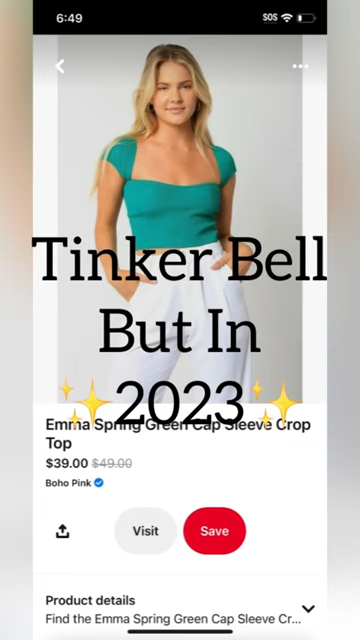 6:49
SOS
Tinker Bell
But In
✨2023✨
Emma Spring Green Cap Sleeve Crop
Top
$39.00 $49.00
Boho Pink
Visit
Save
Product details
Find the Emma Spring Green Cap Sleeve Cr...